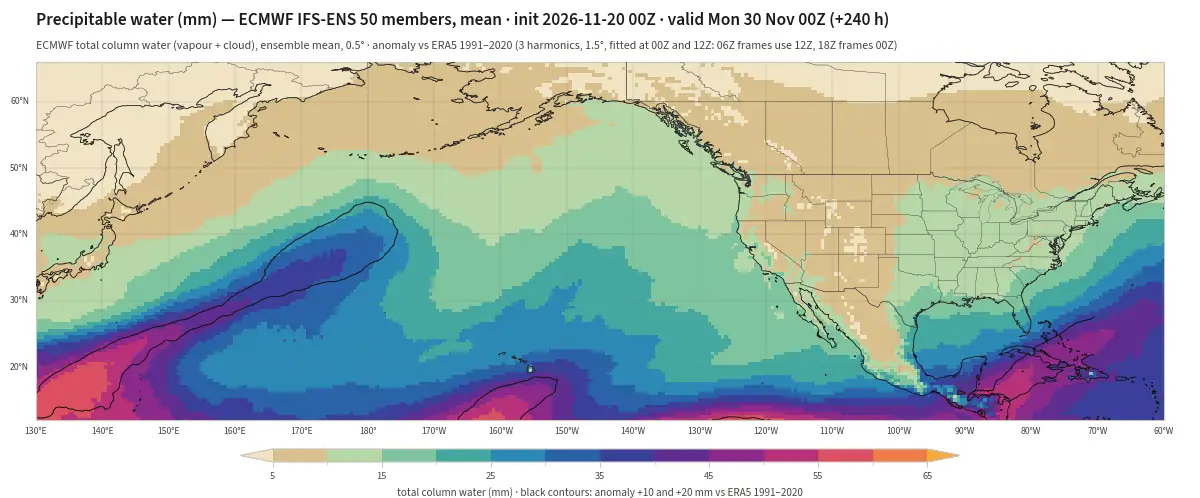 Precipitable water (mm) — ECMWF IFS-ENS 50 members, mean · init 2026-11-20 00Z · valid Mon 30 Nov 00Z (+240 h)
ECMWF total column water (vapour + cloud), ensemble mean, 0.5° · anomaly vs ERA5 1991–2020 (3 harmonics, 1.5°, fitted at 00Z and 12Z: 06Z frames use 12Z, 18Z frames 00Z)
60°N
50°N
40°N
30°N
20°N
130°E 140°E 150°E 160°E 170°E 180° 170°W 160°W 150°W 140°W 130°W 120°W 110°W 100°W 90°W 80°W 70°W 60°W
5 15 25 35 45 55 65
total column water (mm) · black contours: anomaly +10 and +20 mm vs ERA5 1991–2020